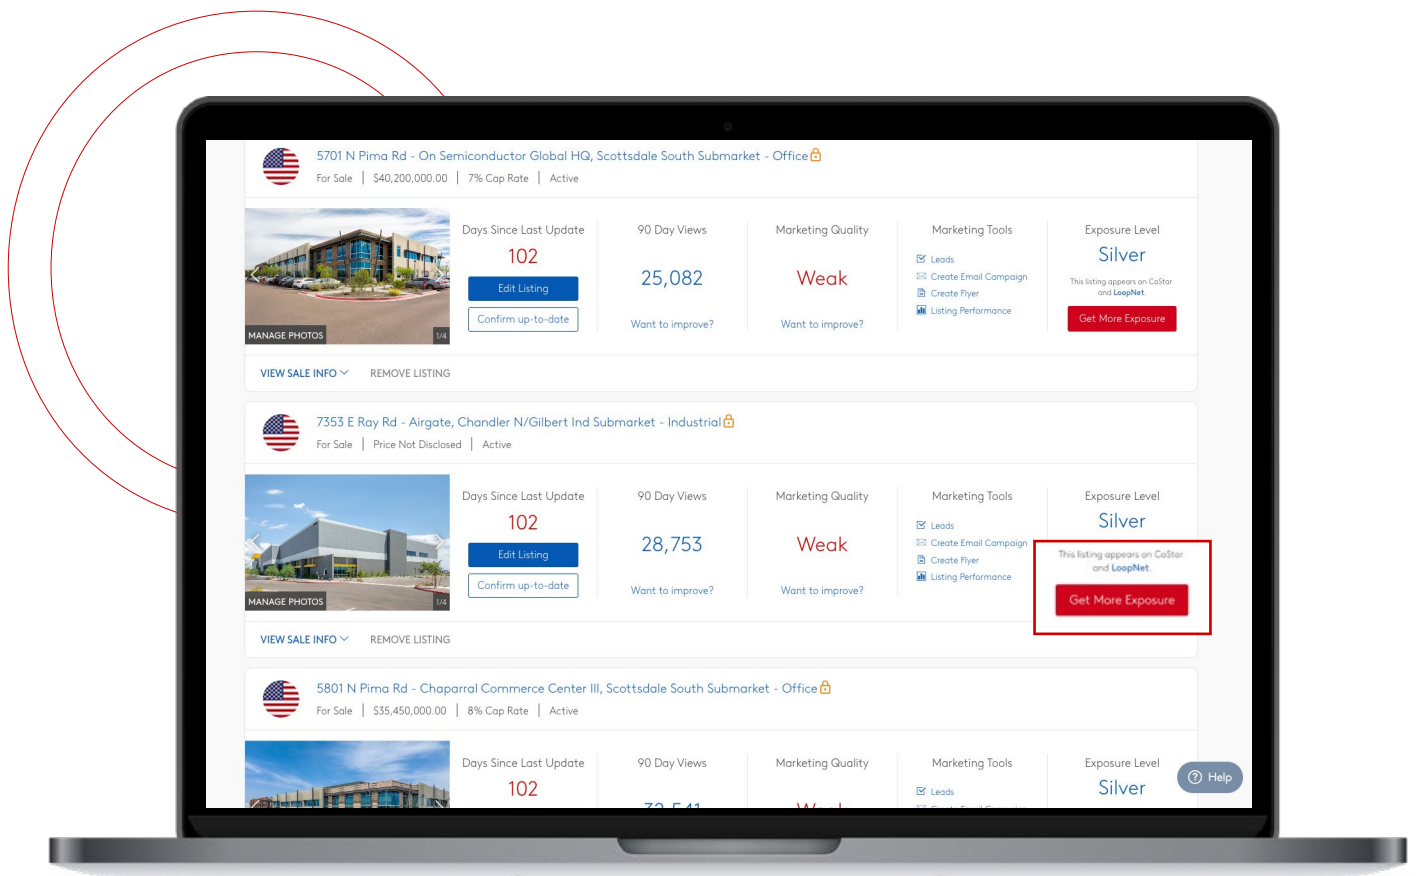 5701 N Pima Rd - On Semiconductor Global HQ, Scottsdale South Submarket - Office
For Sale | $40,200,000.00 | 7% Cap Rate | Active
Days Since Last Update
102
Edit Listing
Confirm up-to-date
90 Day Views
25,082
Want to improve?
Marketing Quality
Weak
Want to improve?
Marketing Tools
Leads
Create Email Campaign
Create Flyer
Listing Performance
Exposure Level
Silver
This listing appears on CoStar
and LoopNet.
Get More Exposure
MANAGE PHOTOS
1/4
VIEW SALE INFO
REMOVE LISTING
7353 E Ray Rd - Airgate, Chandler N/Gilbert Ind Submarket - Industrial
For Sale | Price Not Disclosed | Active
Days Since Last Update
102
Edit Listing
Confirm up-to-date
90 Day Views
28,753
Want to improve?
Marketing Quality
Weak
Want to improve?
Marketing Tools
Leads
Create Email Campaign
Create Flyer
Listing Performance
Exposure Level
Silver
This listing appears on CoStar
and LoopNet.
Get More Exposure
MANAGE PHOTOS
1/4
VIEW SALE INFO
REMOVE LISTING
5801 N Pima Rd - Chaparral Commerce Center III, Scottsdale South Submarket - Office
For Sale | $35,450,000.00 | 8% Cap Rate | Active
Days Since Last Update
102
90 Day Views
Marketing Quality
Marketing Tools
Leads
Exposure Level
Silver
Help